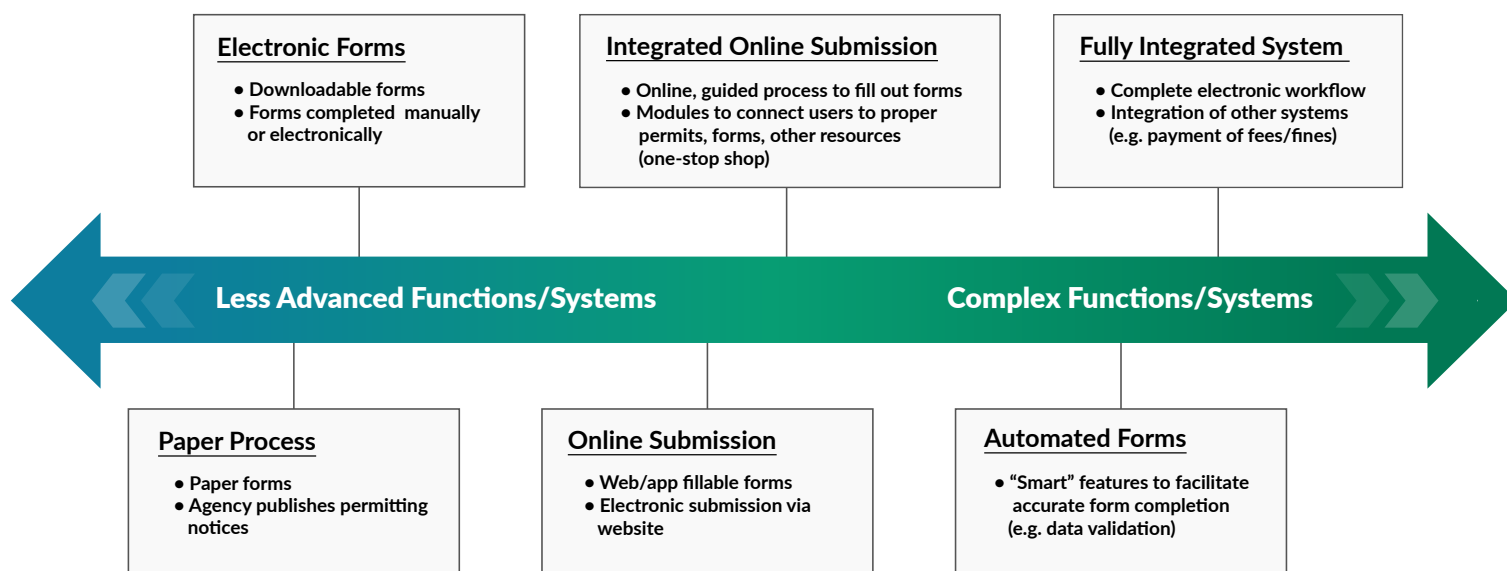 Electronic Forms
● Downloadable forms
● Forms completed  manually
or electronically
Integrated Online Submission
● Online, guided process to fill out forms
● Modules to connect users to proper
permits, forms, other resources
(one-stop shop)
Fully Integrated System
● Complete electronic workflow
● Integration of other systems
(e.g. payment of fees/fines)
Less Advanced Functions/Systems
Complex Functions/Systems
Paper Process
● Paper forms
● Agency publishes permitting
notices
Online Submission
● Web/app fillable forms
● Electronic submission via
website
Automated Forms
● “Smart” features to facilitate
accurate form completion
(e.g. data validation)